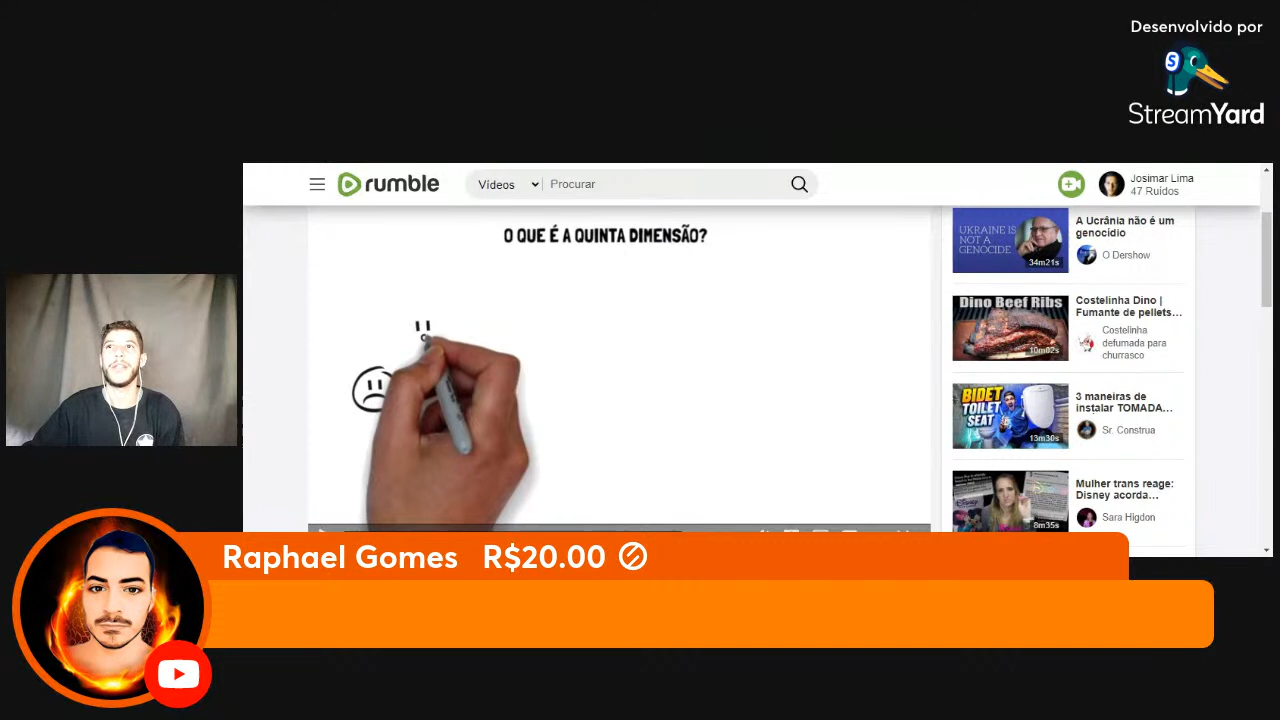 Desenvolvido por
StreamYard
rumble
Vídeos
Procurar
Josimar Lima
47 Ruídos
O QUE É A QUINTA DIMENSÃO?
UKRAINE IS
NOT A
GENOCIDE
34m21s
A Ucrânia não é um
genocídio
O Dershow
Dino Beef Ribs
10m02s
Costelinha Dino |
Fumante de pellets…
Costelinha
defumada para
churrasco
BIDET
TOILET
SEAT
13m30s
3 maneiras de
instalar TOMADA…
Sr. Construa
8m35s
Mulher trans reage:
Disney acorda…
Sara Higdon
Raphael Gomes R$20.00